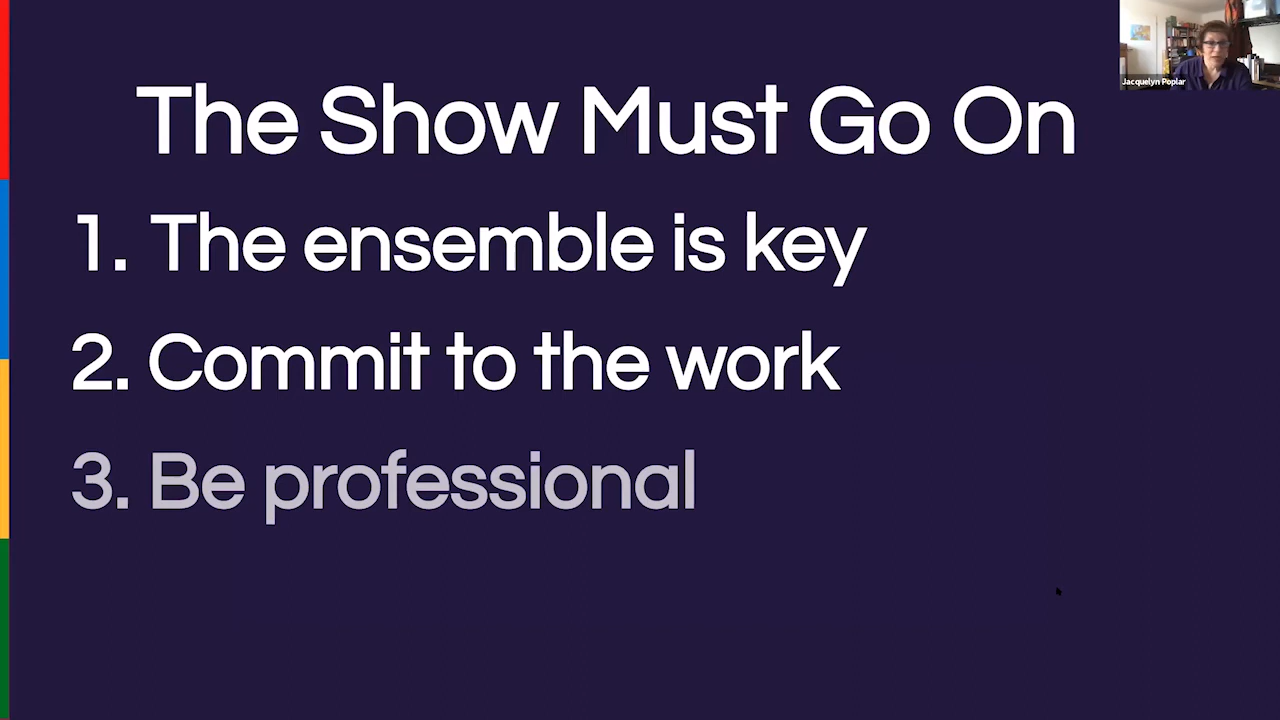 Jacquelyn Poplar
The Show Must Go On
1. The ensemble is key
2. Commit to the work
3. Be professional